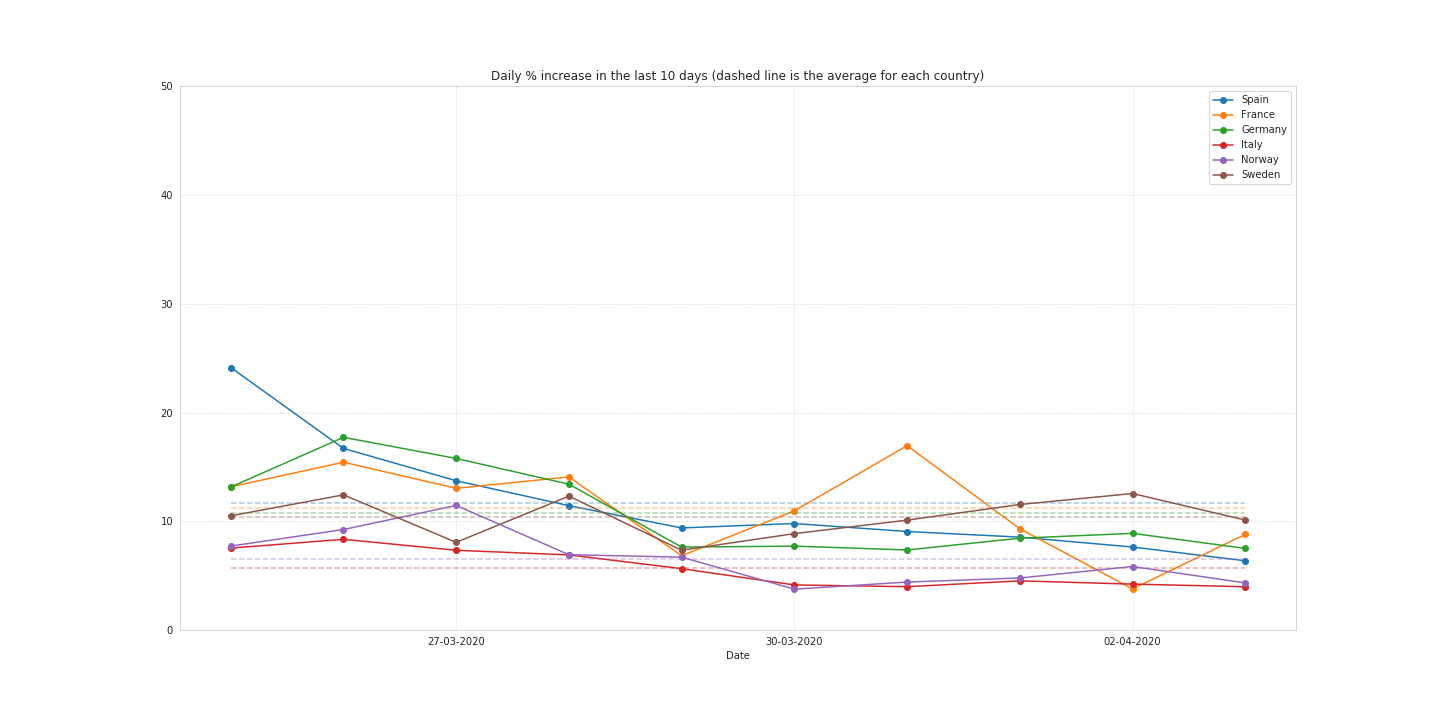 Daily % increase in the last 10 days (dashed line is the average for each country)
50
40
30
20
10
0
Spain
France
Germany
Italy
Norway
Sweden
27-03-2020
30-03-2020
02-04-2020
Date